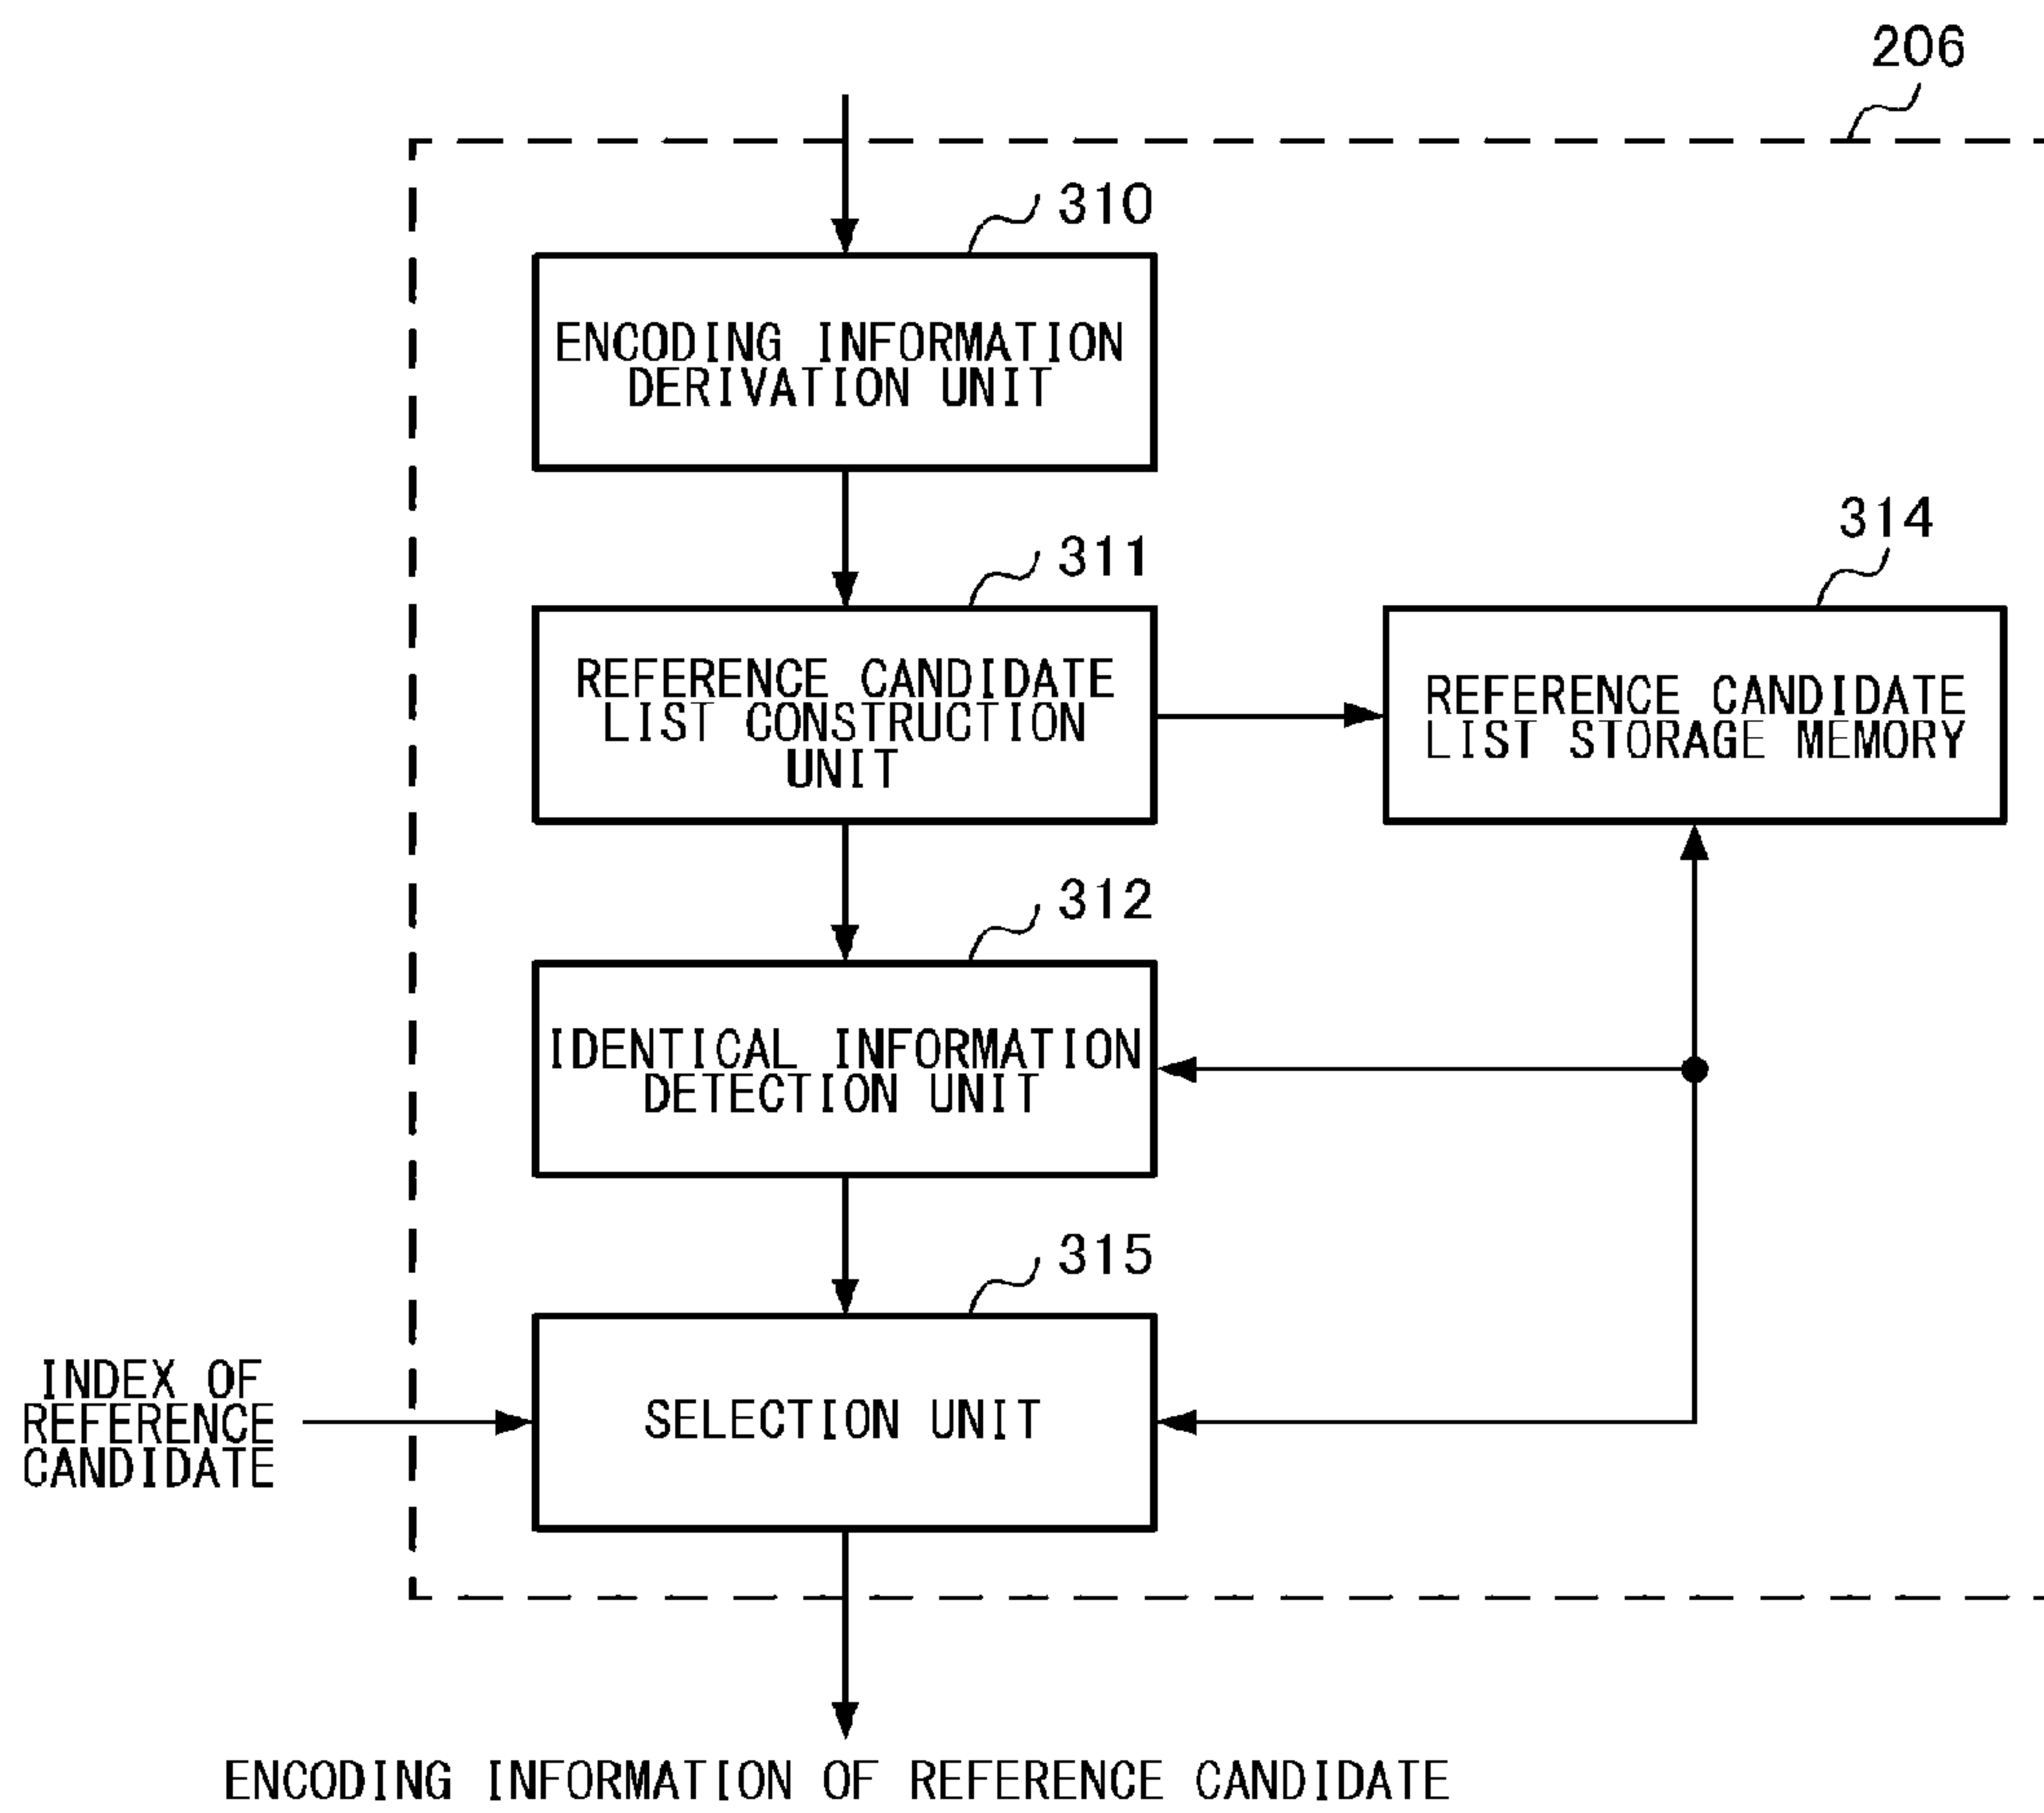 206
310
ENCODING INFORMATION
DERIVATION UNIT
311
314
REFERENCE CANDIDATE
LIST CONSTRUCTION
UNIT
REFERENCE CANDIDATE
LIST STORAGE MEMORY
312
IDENTICAL INFORMATION
DETECTION UNIT
315
INDEX OF
REFERENCE
CANDIDATE
SELECTION UNIT
ENCODING INFORMATION OF REFERENCE CANDIDATE